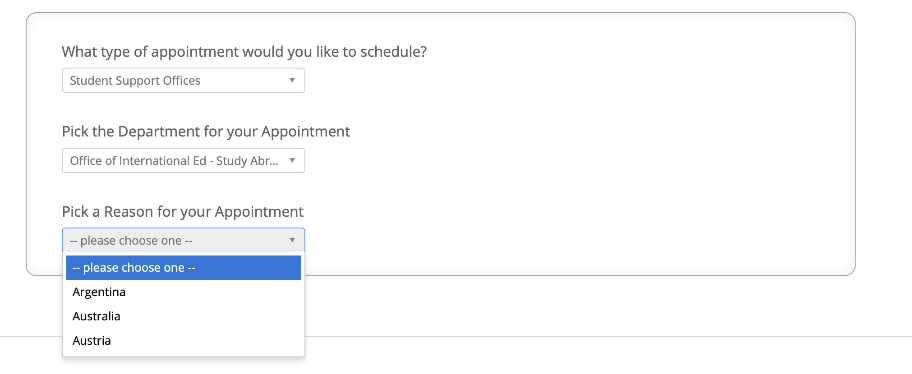 What type of appointment would you like to schedule?
Student Support Offices
Pick the Department for your Appointment
Office of International Ed - Study Abr...
Pick a Reason for your Appointment
-- please choose one --
-- please choose one --
Argentina
Australia
Austria